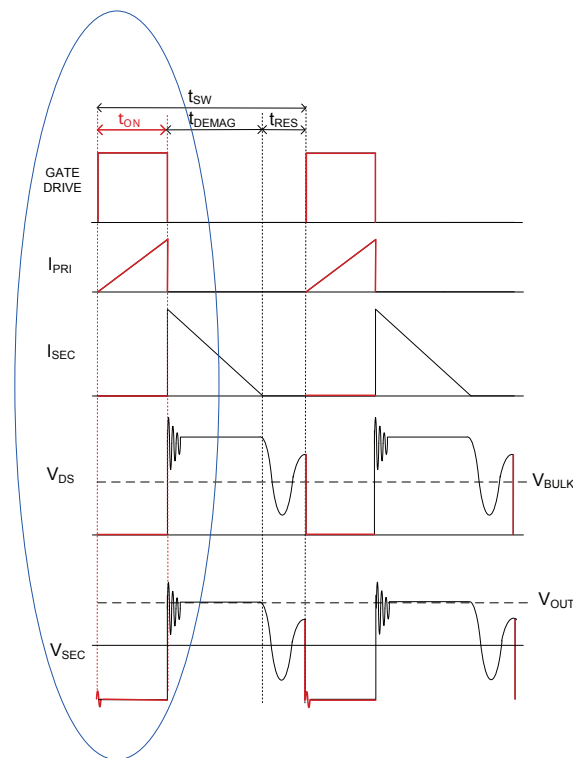 tSW
tON tDEMAG tRES
GATE
DRIVE
IPRI
ISEC
VDS
VBULK
VOUT
VSEC